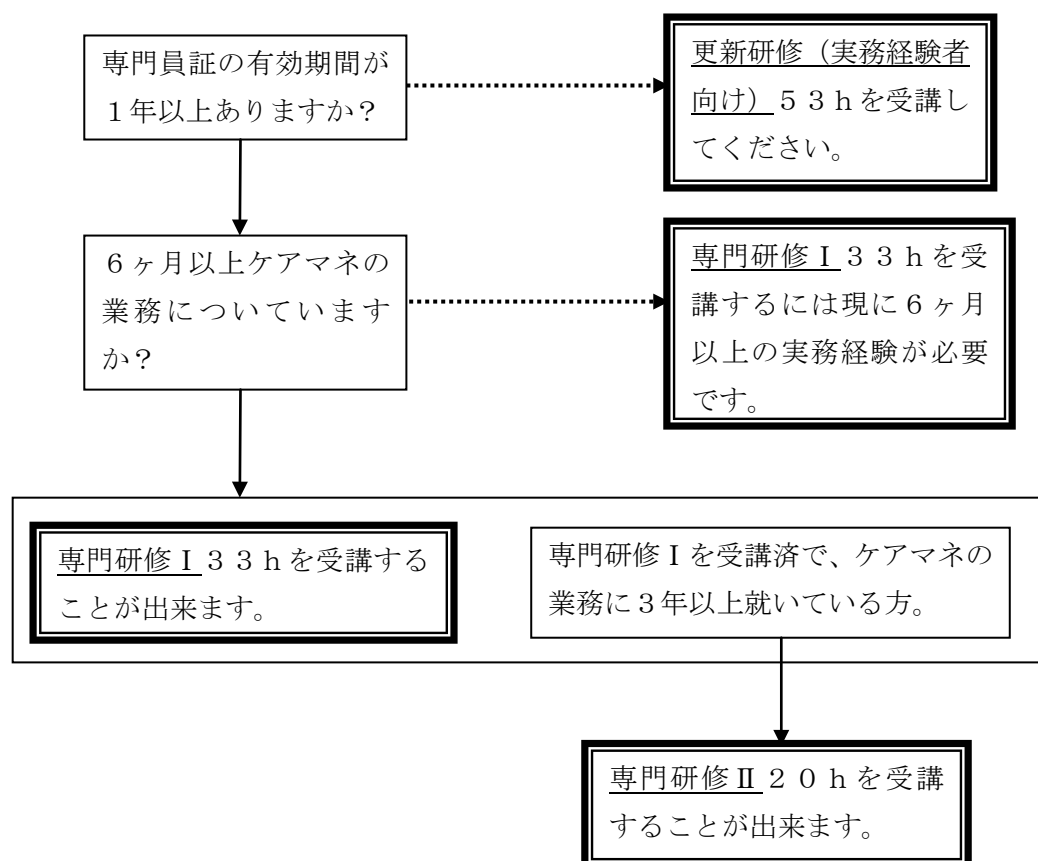 専門員証の有効期間が
1年以上ありますか?
更新研修(実務経験者
向け)53hを受講し
てください。
6ヶ月以上ケアマネの
業務についています
か?
専門研修Ⅰ33hを受
講するには現に6ヶ月
以上の実務経験が必要
です。
専門研修Ⅰ33hを受講する
ことが出来ます。
専門研修Ⅰを受講済で、ケアマネの
業務に3年以上就いている方。
専門研修Ⅱ20hを受講
することが出来ます。